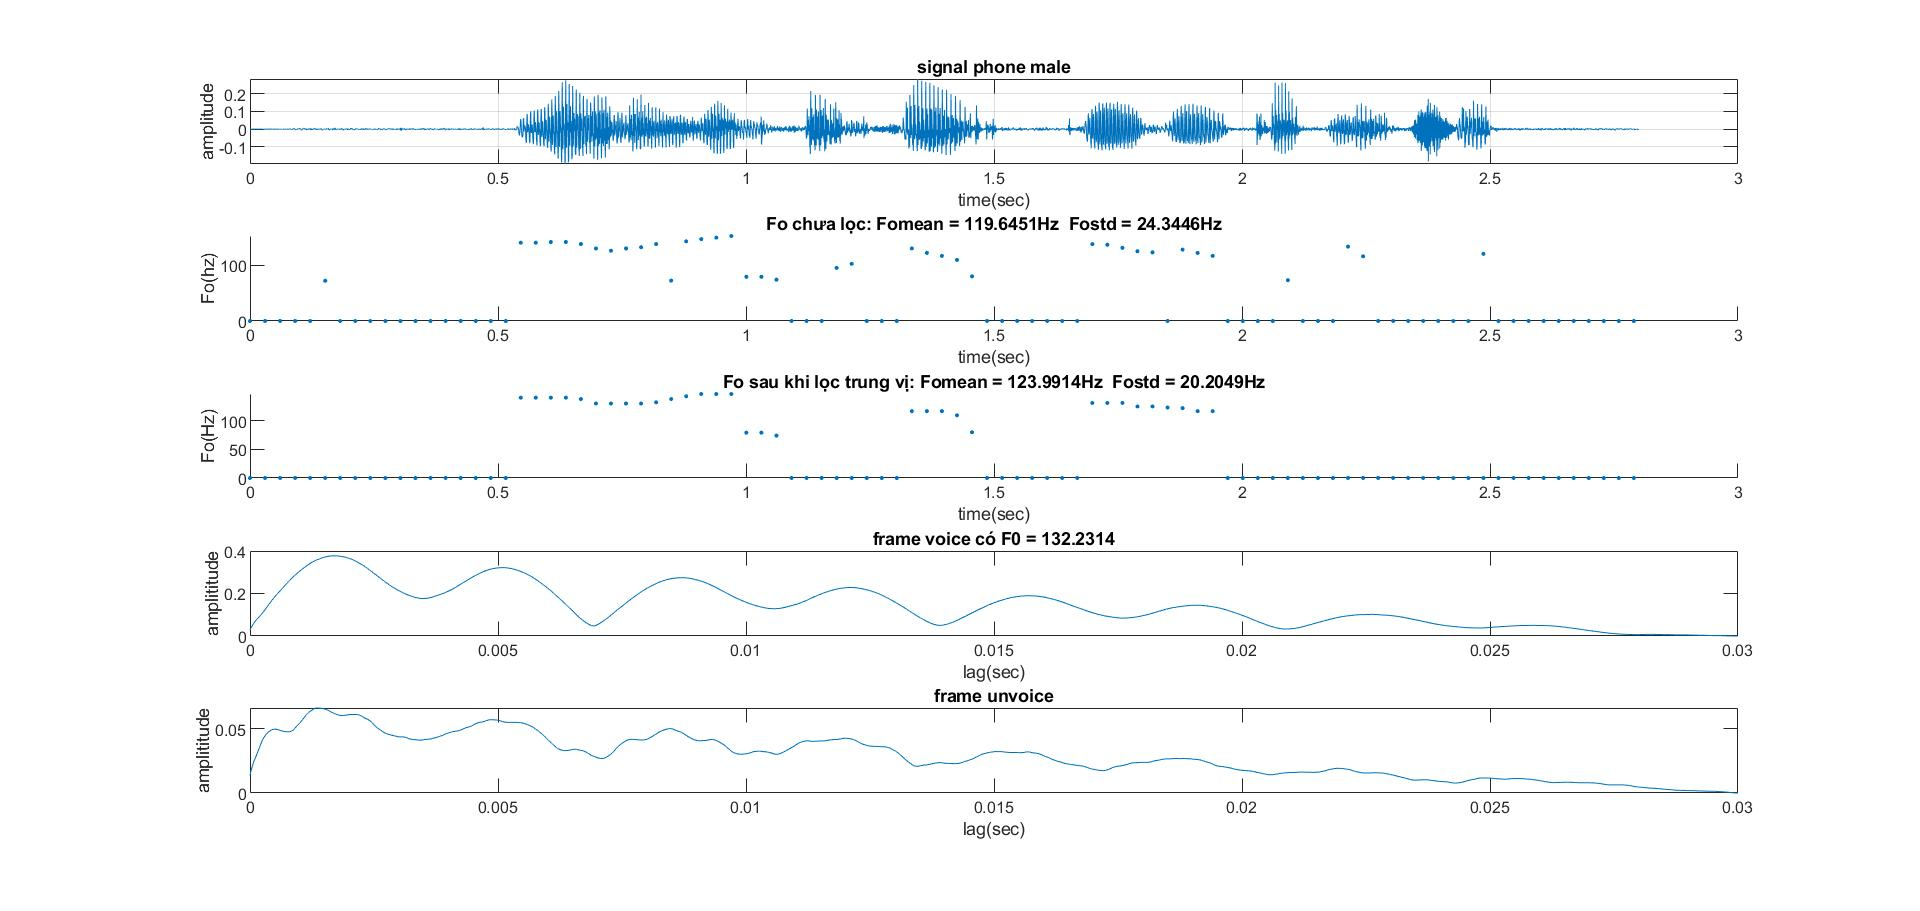 signal phone male
amplitude
0.2
0.1
0
-0.1
0 0.5 1 1.5 2 2.5 3
time(sec)
Fo chưa lọc: Fomean = 119.6451Hz Fostd = 24.3446Hz
Fo(hz)
100
0
0 0.5 1 1.5 2 2.5 3
time(sec)
Fo sau khi lọc trung vị: Fomean = 123.9914Hz Fostd = 20.2049Hz
Fo(Hz)
100
50
0
0 0.5 1 1.5 2 2.5 3
time(sec)
frame voice có F0 = 132.2314
amplititude
0.4
0.2
0
0 0.005 0.01 0.015 0.02 0.025 0.03
lag(sec)
frame unvoice
amplititude
0.05
0
0 0.005 0.01 0.015 0.02 0.025 0.03
lag(sec)